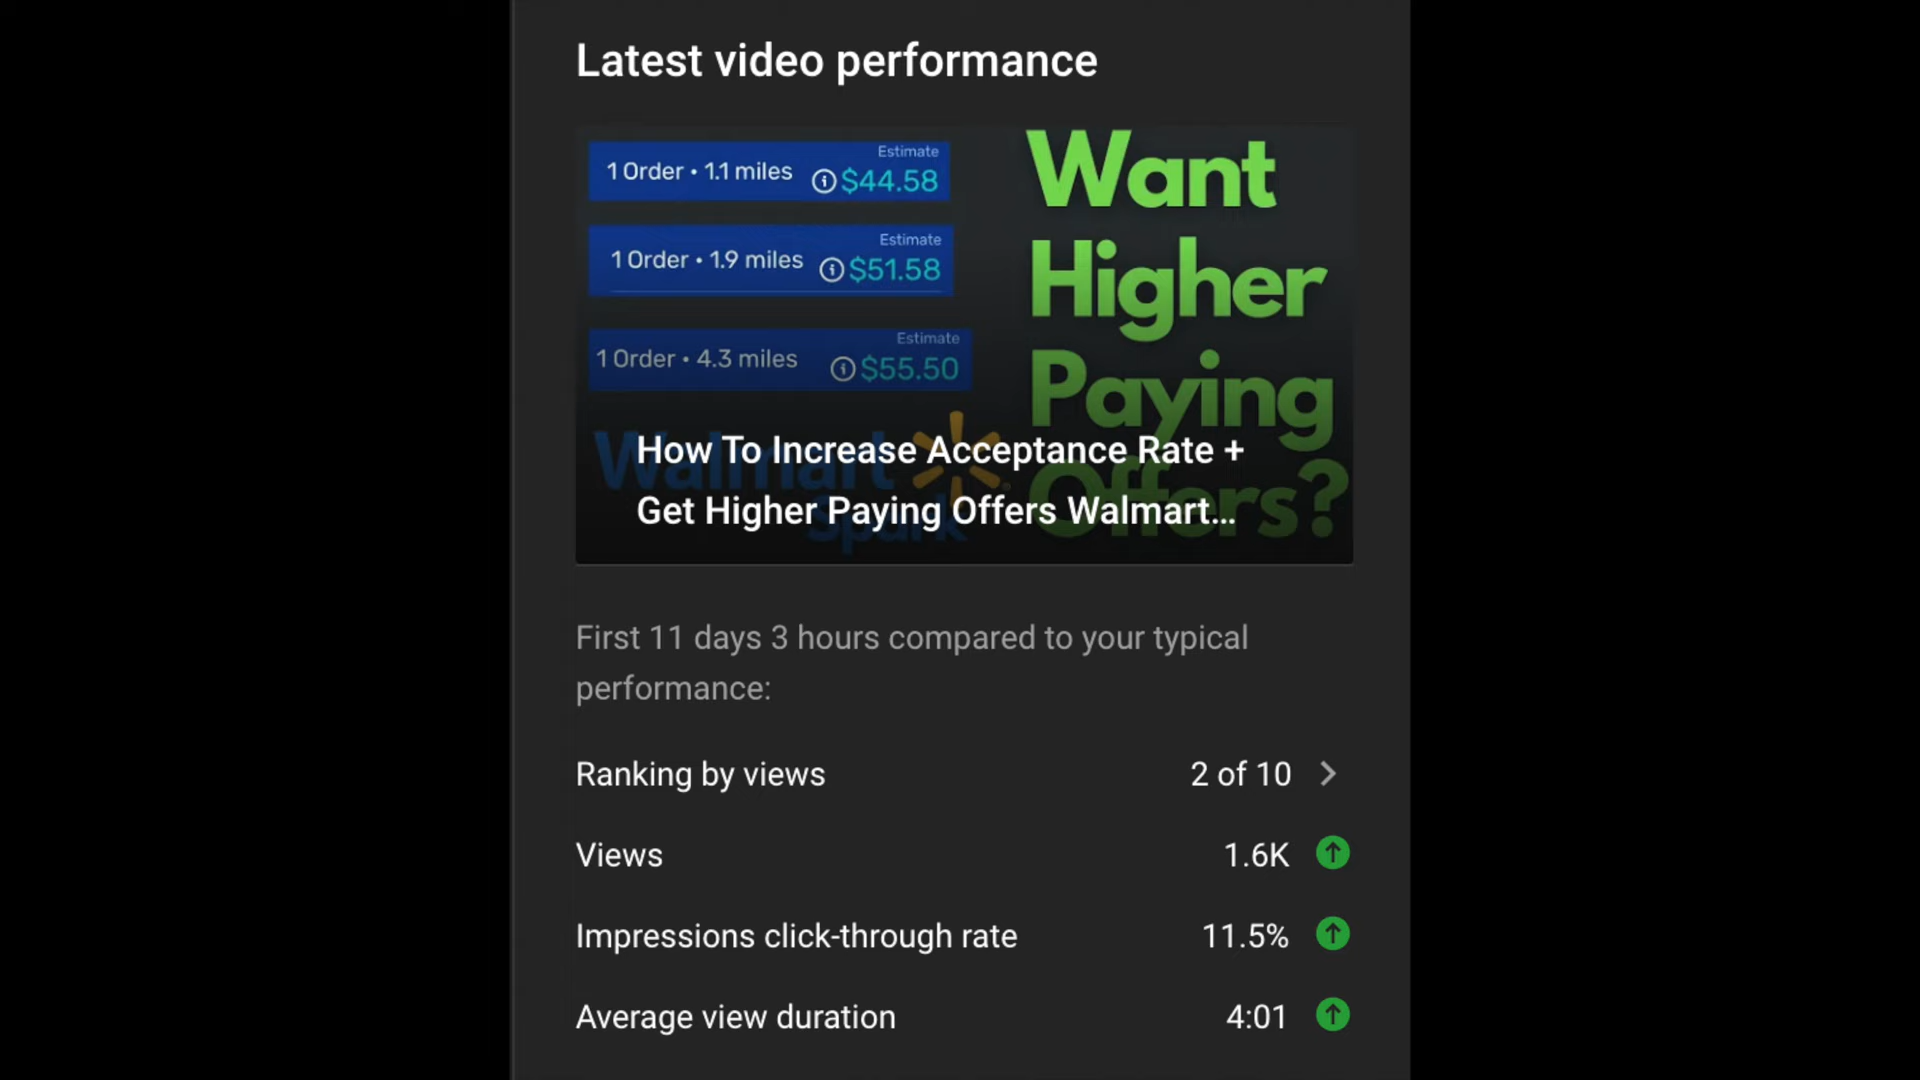 Latest video performance
Estimate
1 Order • 1.1 miles $44.58
Estimate
1 Order • 1.9 miles $51.58
Estimate
1 Order • 4.3 miles $55.50
Want
Higher
Paying
Offers?
Walmart
Spark
How To Increase Acceptance Rate +
Get Higher Paying Offers Walmart...
First 11 days 3 hours compared to your typical
performance:
Ranking by views 2 of 10
Views 1.6K
Impressions click-through rate 11.5%
Average view duration 4:01